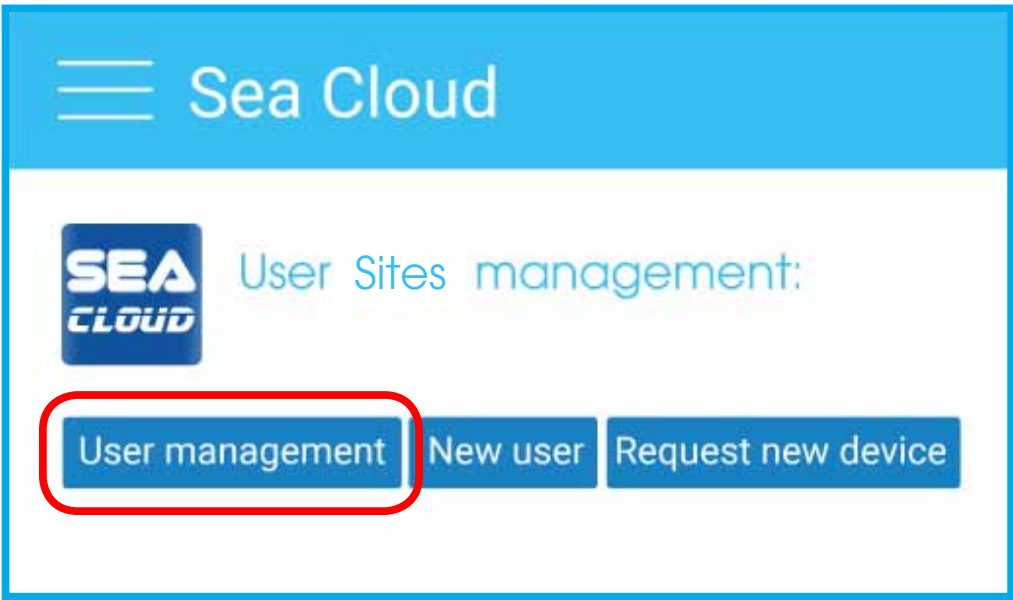 Sea Cloud
SEA
CLOUD
User Sites management:
User management New user Request new device